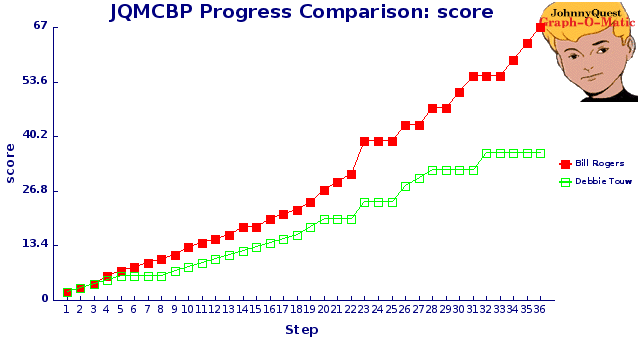 JQMCBP Progress Comparison: score
JohnnyQuest
Graph-O-Matic
67
53.6
40.2
26.8
13.4
0
score
1 2 3 4 5 6 7 8 9 10 11 12 13 14 15 16 17 18 19 20 21 22 23 24 25 26 27 28 29 30 31 32 33 34 35 36
Step
Bill Rogers
Debbie Touw